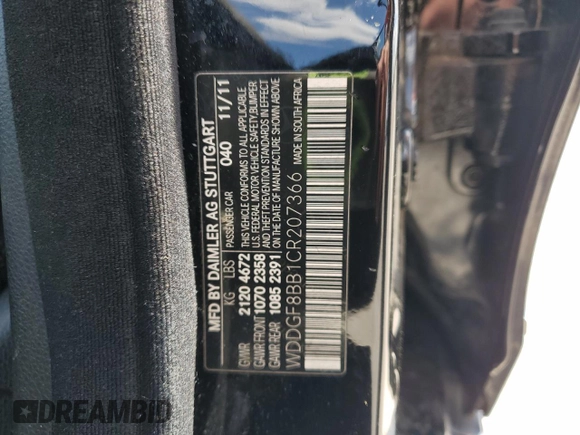 MFD BY DAIMLER AG STUTTGART
PASSENGER CAR 040 11/11
KG LBS
GVWR 2120 4672
GAWR FRONT 1070 2358
GAWR REAR 1085 2391
THIS VEHICLE CONFORMS TO ALL APPLICABLE
U.S. FEDERAL MOTOR VEHICLE SAFETY, BUMPER
AND THEFT PREVENTION STANDARDS IN EFFECT
ON THE DATE OF MANUFACTURE SHOWN ABOVE
WDDGF8BB1CR207366 MADE IN SOUTH AFRICA
DREAMBID